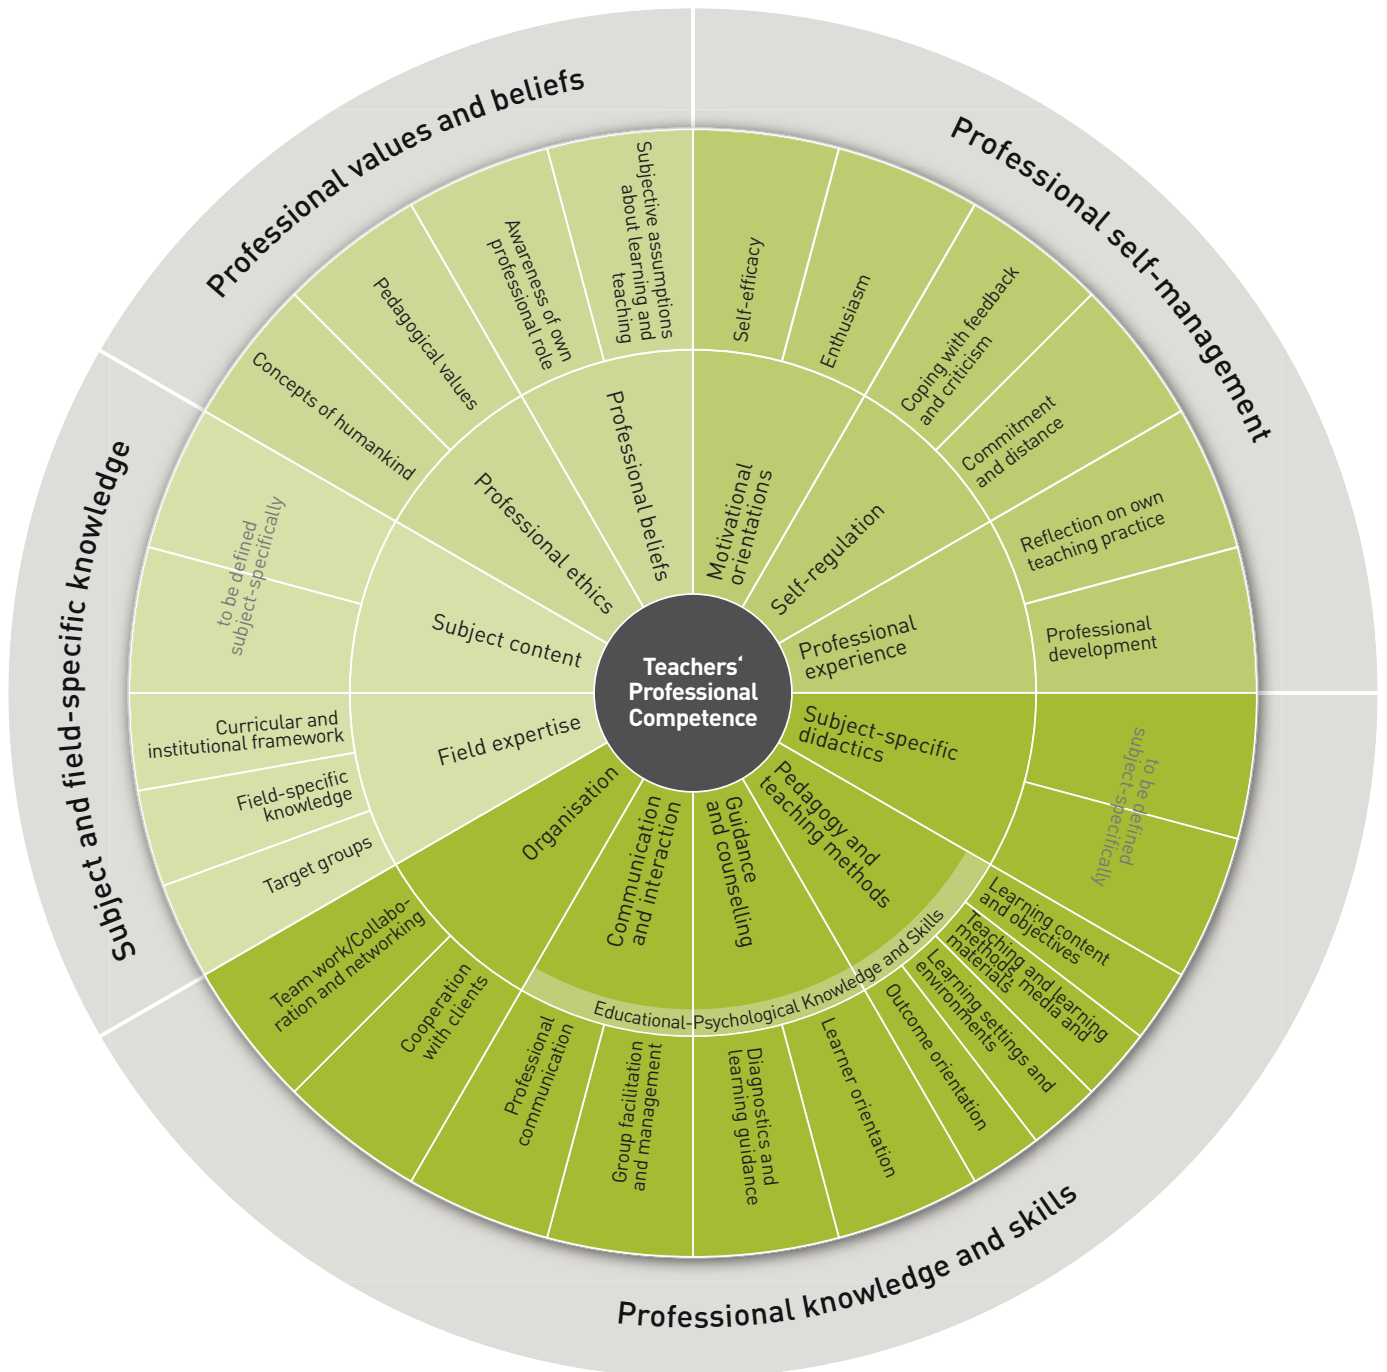 Professional values and beliefs
Professional self-management
Subject and field-specific knowledge
Professional knowledge and skills
Teachers‘
Professional
Competence
Subjective assumptions
about learning and
teaching
Awareness of own
professional role
Pedagogical values
Concepts of humankind
Professional beliefs
Professional ethics
Self-efficacy
Enthusiasm
Coping with feedback
and criticism
Commitment
and distance
Reflection on own
teaching practice
Professional
development
Motivational
orientations
Self-regulation
Professional
experience
to be defined
subject-specifically
Subject content
Field expertise
Curricular and
institutional framework
Field-specific
knowledge
Target groups
Subject-specific
didactics
Pedagogy and
teaching methods
Guidance
and counselling
Communication
and interaction
Organisation
Educational-Psychological Knowledge and Skills
to be defined
subject-specifically
Learning content
and objectives
Teaching and learning
methods, media and
materials
Learning settings and
environments
Outcome orientation
Learner orientation
Diagnostics and
learning guidance
Group facilitation
and management
Professional
communication
Cooperation
with clients
Team work/Collabo-
ration and networking